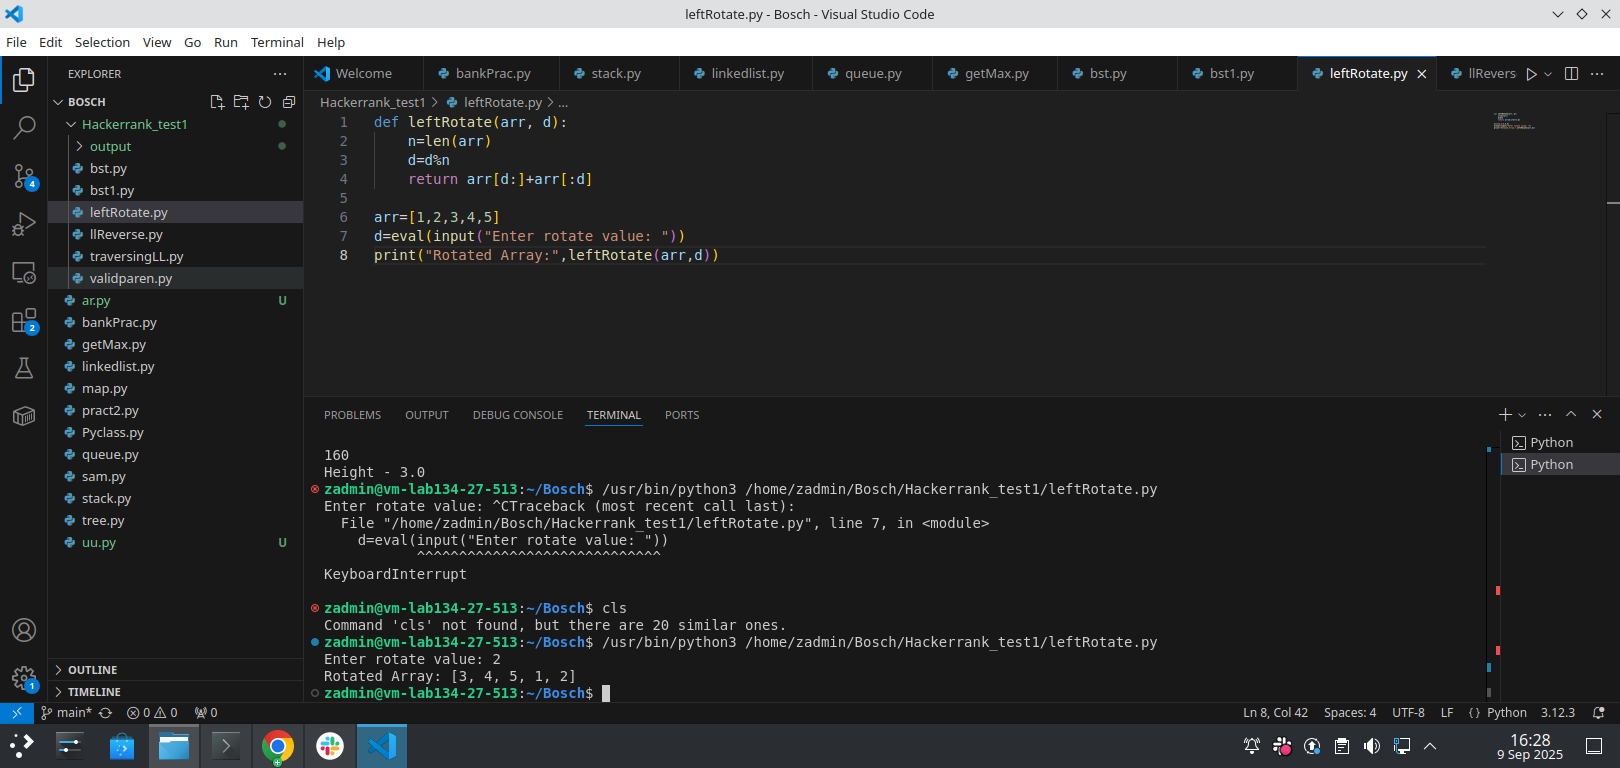 leftRotate.py - Bosch - Visual Studio Code
File Edit Selection View Go Run Terminal Help
EXPLORER
BOSCH
Hackerrank_test1
output
bst.py
bst1.py
leftRotate.py
llReverse.py
traversingLL.py
validparen.py
ar.py U
bankPrac.py
getMax.py
linkedlist.py
map.py
pract2.py
Pyclass.py
queue.py
sam.py
stack.py
tree.py
uu.py U
OUTLINE
TIMELINE
4
2
1
Welcome bankPrac.py stack.py linkedlist.py queue.py getMax.py bst.py bst1.py leftRotate.py llRevers
Hackerrank_test1 > leftRotate.py > ...
1 def leftRotate(arr, d):
2 n=len(arr)
3 d=d%n
4 return arr[d:]+arr[:d]
5
6 arr=[1,2,3,4,5]
7 d=eval(input("Enter rotate value: "))
8 print("Rotated Array:",leftRotate(arr,d))
PROBLEMS OUTPUT DEBUG CONSOLE TERMINAL PORTS
Python
Python
160
Height - 3.0
zadmin@vm-lab134-27-513:~/Bosch$ /usr/bin/python3 /home/zadmin/Bosch/Hackerrank_test1/leftRotate.py
Enter rotate value: ^CTraceback (most recent call last):
File "/home/zadmin/Bosch/Hackerrank_test1/leftRotate.py", line 7, in <module>
d=eval(input("Enter rotate value: "))
^^^^^^^^^^^^^^^^^^^^^^^^^^^^^
KeyboardInterrupt
zadmin@vm-lab134-27-513:~/Bosch$ cls
Command 'cls' not found, but there are 20 similar ones.
zadmin@vm-lab134-27-513:~/Bosch$ /usr/bin/python3 /home/zadmin/Bosch/Hackerrank_test1/leftRotate.py
Enter rotate value: 2
Rotated Array: [3, 4, 5, 1, 2]
zadmin@vm-lab134-27-513:~/Bosch$
main* 0 0 0 Ln 8, Col 42 Spaces: 4 UTF-8 LF {} Python 3.12.3
16:28
9 Sep 2025